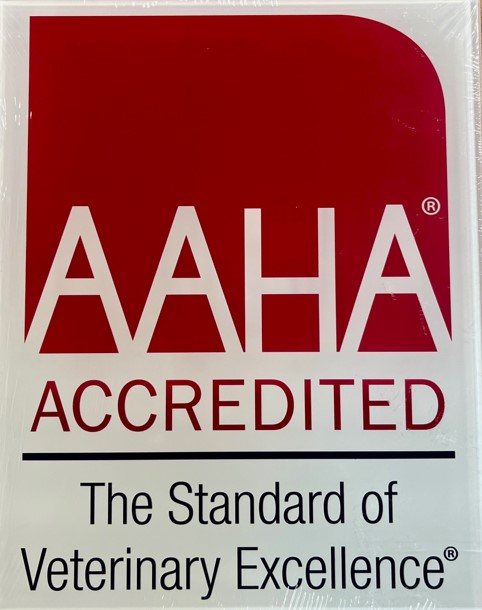 AAHA®
ACCREDITED
The Standard of
Veterinary Excellence®